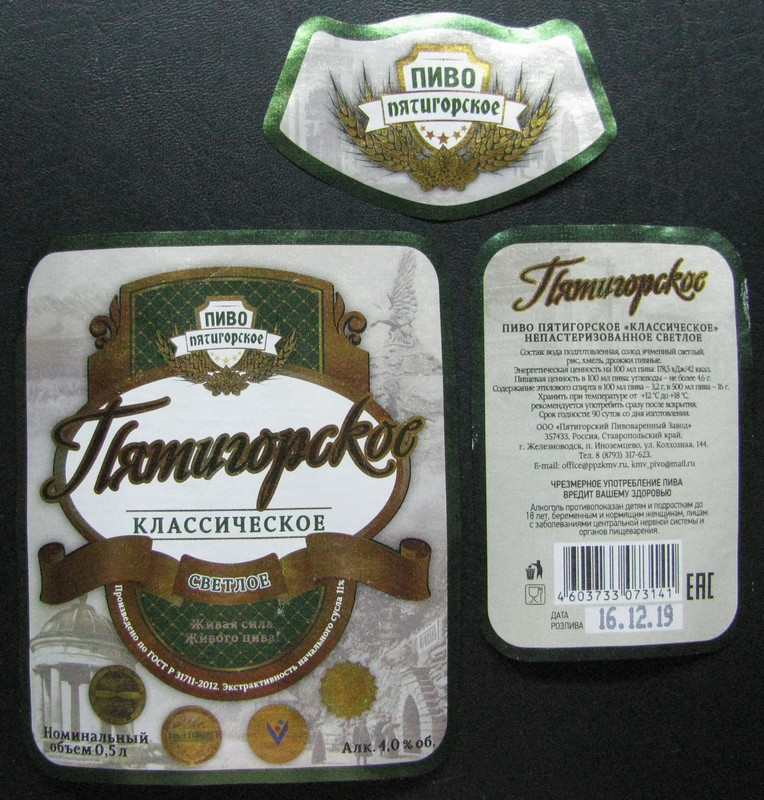 ПИВО
пятигорское
ПИВО
пятигорское
Пятигорское
КЛАССИЧЕСКОЕ
СВЕТЛОЕ
Живая сила
Живого пива!
Произведено по ГОСТ Р 31711-2012. Экстрактивность начального сусла 11%
Номинальный
объем 0,5 л
Алк. 4,0 % об.
Пятигорское
ПИВО ПЯТИГОРСКОЕ «КЛАССИЧЕСКОЕ»
НЕПАСТЕРИЗОВАННОЕ СВЕТЛОЕ
Состав: вода подготовленная, солод ячменный светлый,
рис, хмель, дрожжи пивные.
Энергетическая ценность на 100 мл пива: 178,5 кДж/42 ккал.
Пищевая ценность в 100 мл пива: углеводы – не более 4,6 г.
Содержание этилового спирта в 100 мл пива – 3,2 г, в 500 мл пива – 16 г.
Хранить при температуре от +12 °С до +18 °С,
рекомендуется употребить сразу после вскрытия.
Срок годности: 90 суток со дня изготовления.
ООО «Пятигорский Пивоваренный Завод»
357433, Россия, Ставропольский край,
г. Железноводск, п. Иноземцево, ул. Колхозная, 144,
Тел. 8 (8793) 317-623.
E-mail: office@ppzkmv.ru, kmv_pivo@mail.ru
ЧРЕЗМЕРНОЕ УПОТРЕБЛЕНИЕ ПИВА
ВРЕДИТ ВАШЕМУ ЗДОРОВЬЮ
Алкоголь противопоказан детям и подросткам до
18 лет, беременным и кормящим женщинам, лицам
с заболеваниями центральной нервной системы и
органов пищеварения.
4 603733 073141
EAC
ДАТА
РОЗЛИВА
16.12.19